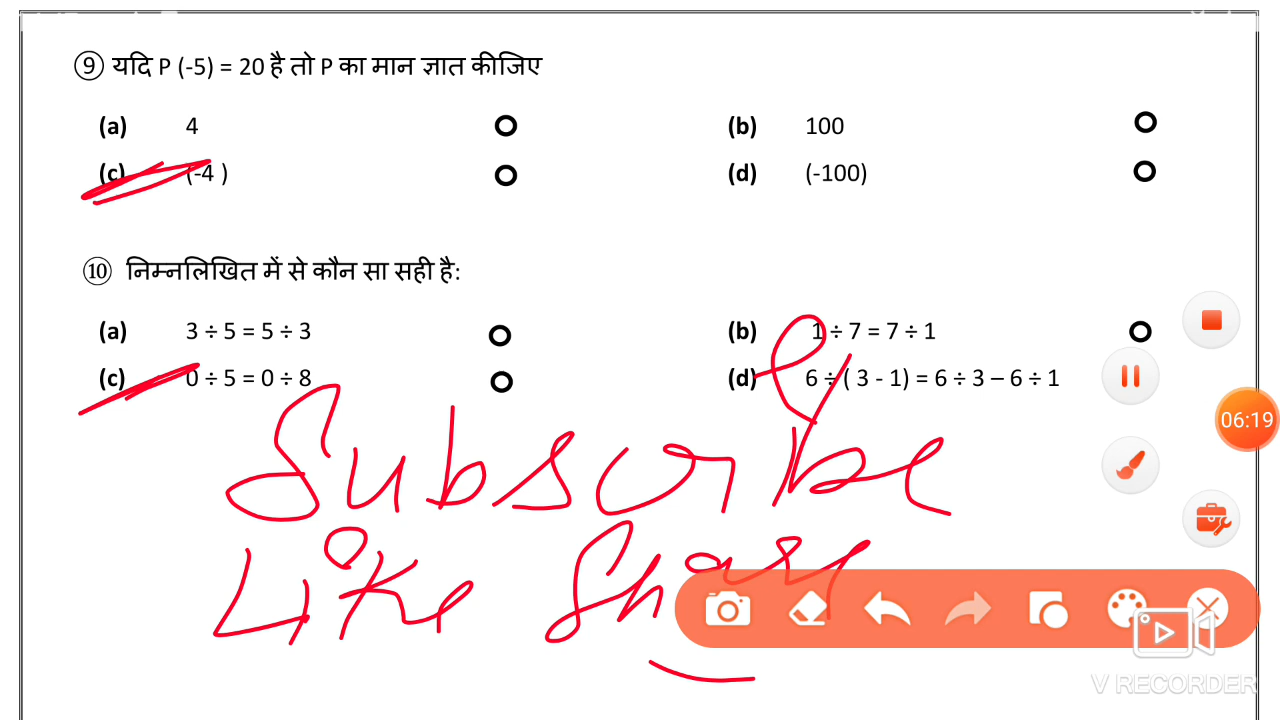 ⑨ यदि P (-5) = 20 है तो P का मान ज्ञात कीजिए
(a) 4 (b) 100
(c) (-4 ) (d) (-100)
⑩ निम्नलिखित में से कौन सा सही है:
(a) 3 ÷ 5 = 5 ÷ 3 (b) 1 ÷ 7 = 7 ÷ 1
(c) 0 ÷ 5 = 0 ÷ 8 (d) 6 ÷ ( 3 - 1) = 6 ÷ 3 – 6 ÷ 1
06:19
Subscribe
Like Share
V RECORDER